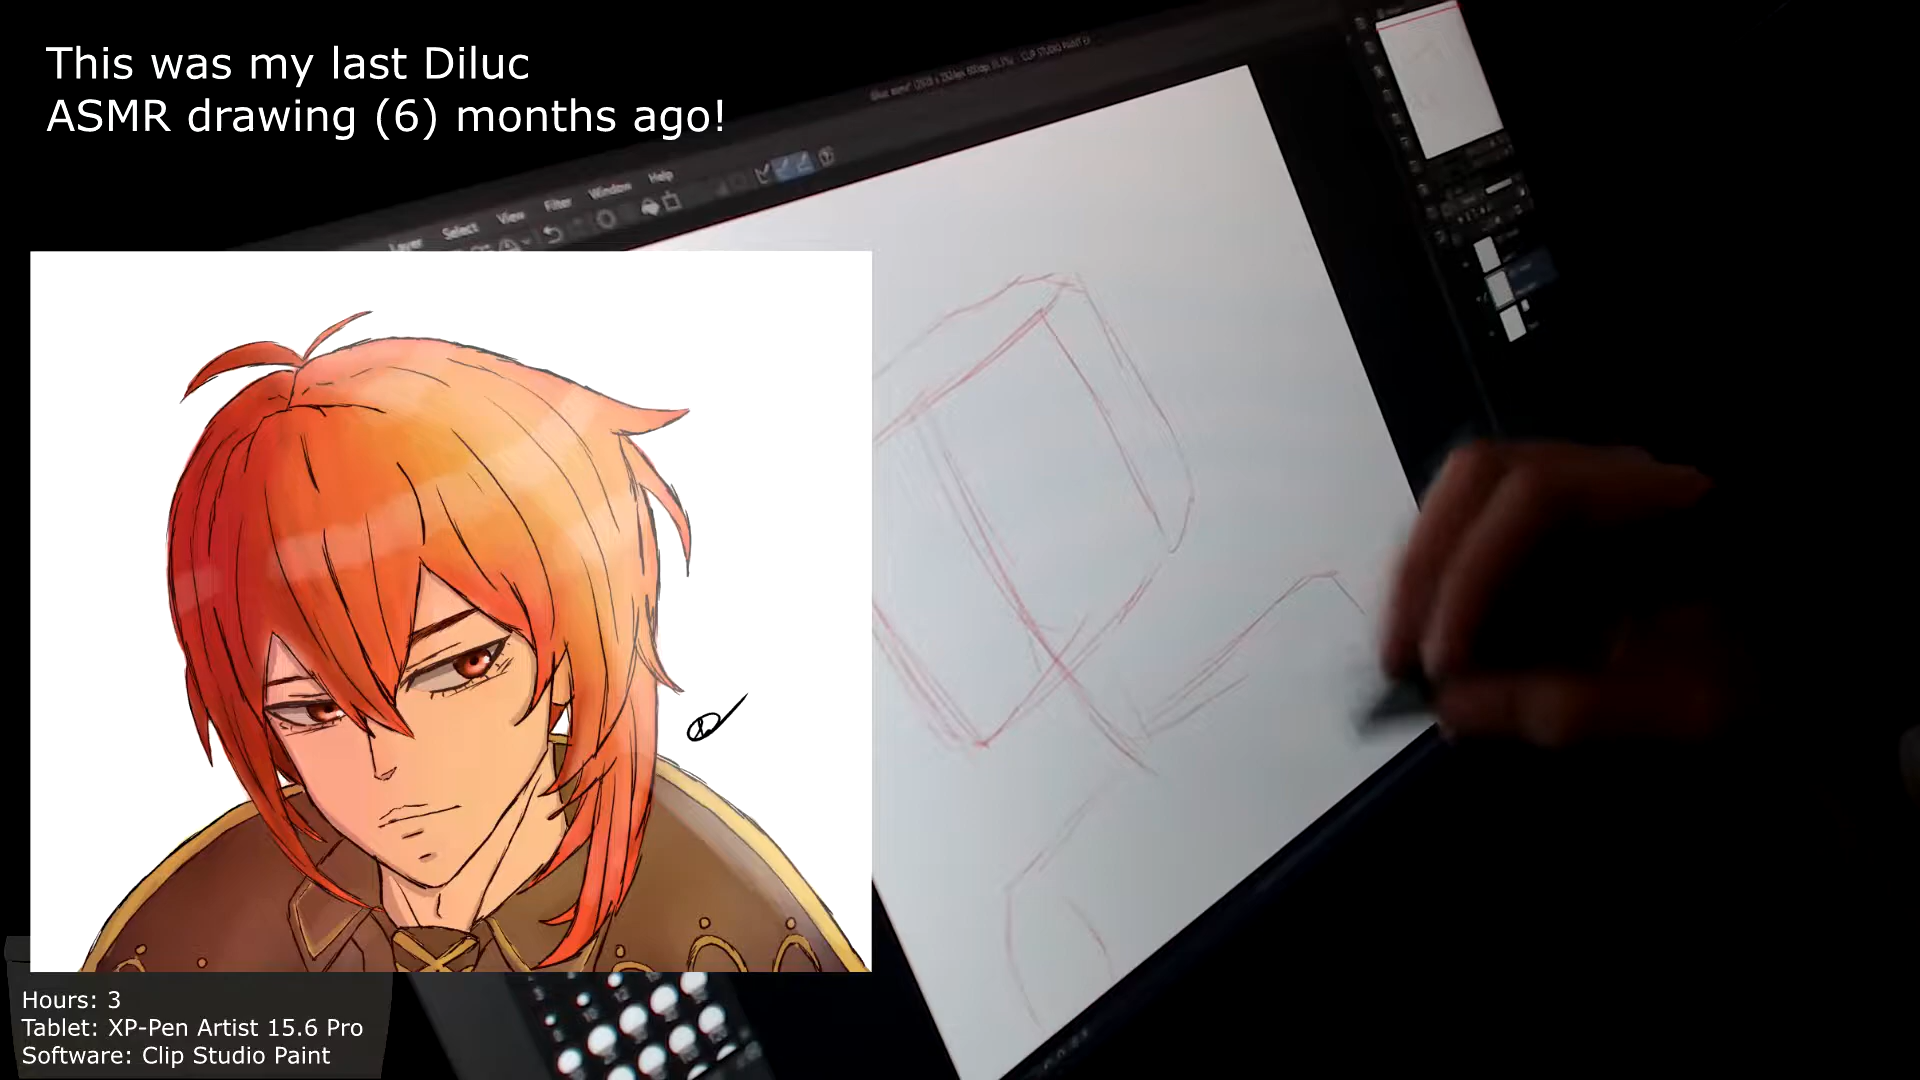 This was my last Diluc
ASMR drawing (6) months ago!
Layer Select View Filter Window Help
Hours: 3
Tablet: XP-Pen Artist 15.6 Pro
Software: Clip Studio Paint